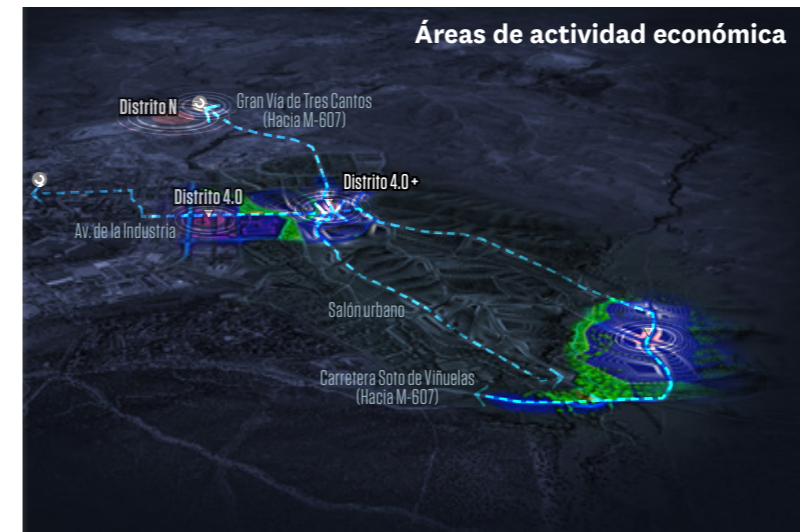 Áreas de actividad económica
Distrito N
Gran Vía de Tres Cantos
(Hacia M-607)
Distrito 4.0
Distrito 4.0 +
Av. de la Industria
Salón urbano
Carretera Soto de Viñuelas
(Hacia M-607)